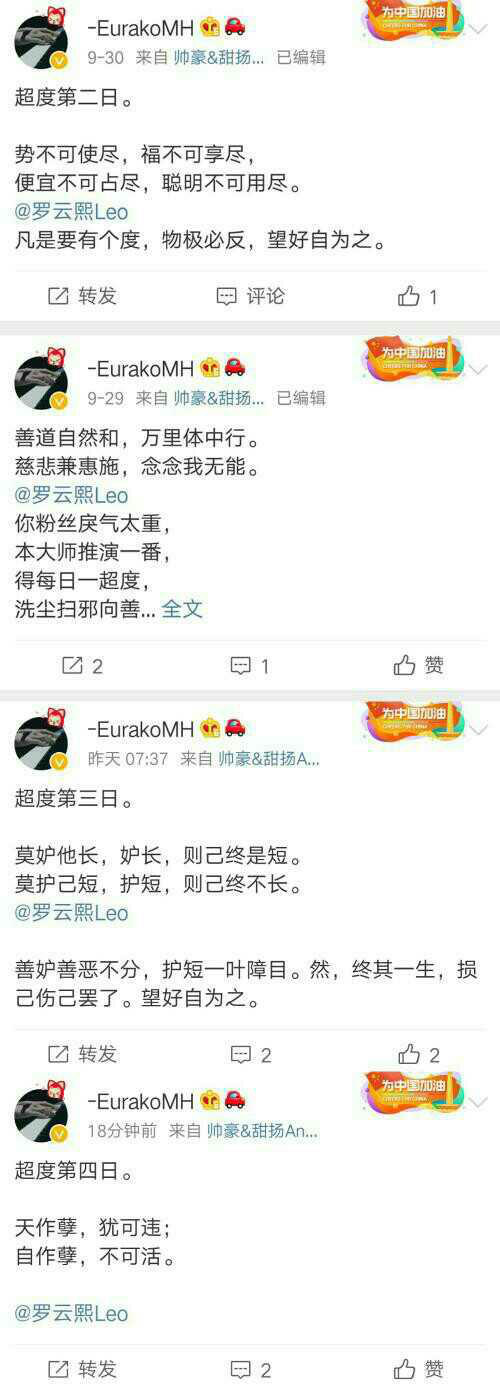 -EurakoMH
为中国加油
9-30 来自 帅豪&甜扬... 已编辑
超度第二日。
势不可使尽，福不可享尽，
便宜不可占尽，聪明不可用尽。
@罗云熙Leo
凡是要有个度，物极必反，望好自为之。
转发 评论 1
-EurakoMH
为中国加油
CHEERS FOR CHINA
9-29 来自 帅豪&甜扬... 已编辑
善道自然和，万里体中行。
慈悲兼惠施，念念我无能。
@罗云熙Leo
你粉丝戾气太重，
本大师推演一番，
得每日一超度，
洗尘扫邪向善... 全文
2 1 赞
-EurakoMH
为中国加油
CHEERS FOR CHINA
昨天 07:37 来自 帅豪&甜扬A...
超度第三日。
莫妒他长，妒长，则己终是短。
莫护己短，护短，则己终不长。
@罗云熙Leo
善妒善恶不分，护短一叶障目。然，终其一生，损
己伤己罢了。望好自为之。
转发 2 2
-EurakoMH
为中国加油
CHEERS FOR CHINA
18分钟前 来自 帅豪&甜扬An...
超度第四日。
天作孽，犹可违；
自作孽，不可活。
@罗云熙Leo
转发 2 赞